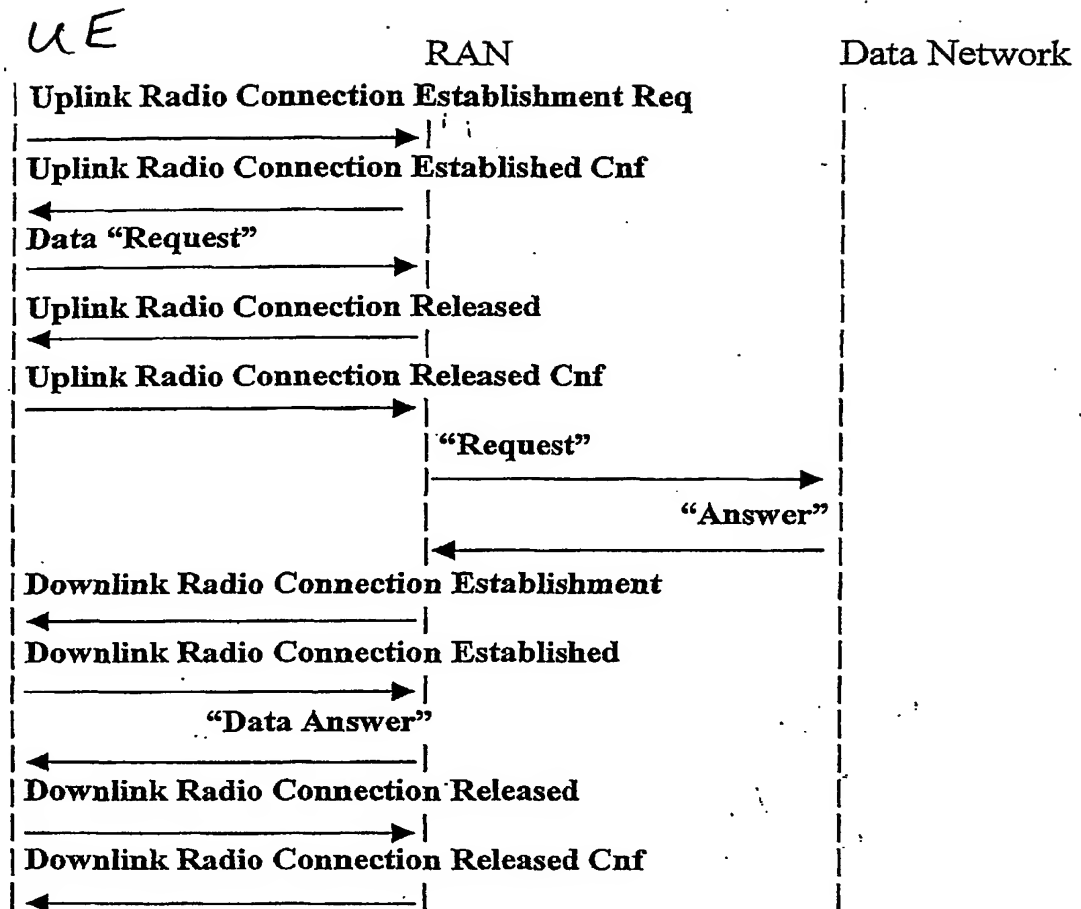 UE
RAN
Data Network
Uplink Radio Connection Establishment Req
Uplink Radio Connection Established Cnf
Data “Request”
Uplink Radio Connection Released
Uplink Radio Connection Released Cnf
“Request”
“Answer”
Downlink Radio Connection Establishment
Downlink Radio Connection Established
“Data Answer”
Downlink Radio Connection Released
Downlink Radio Connection Released Cnf